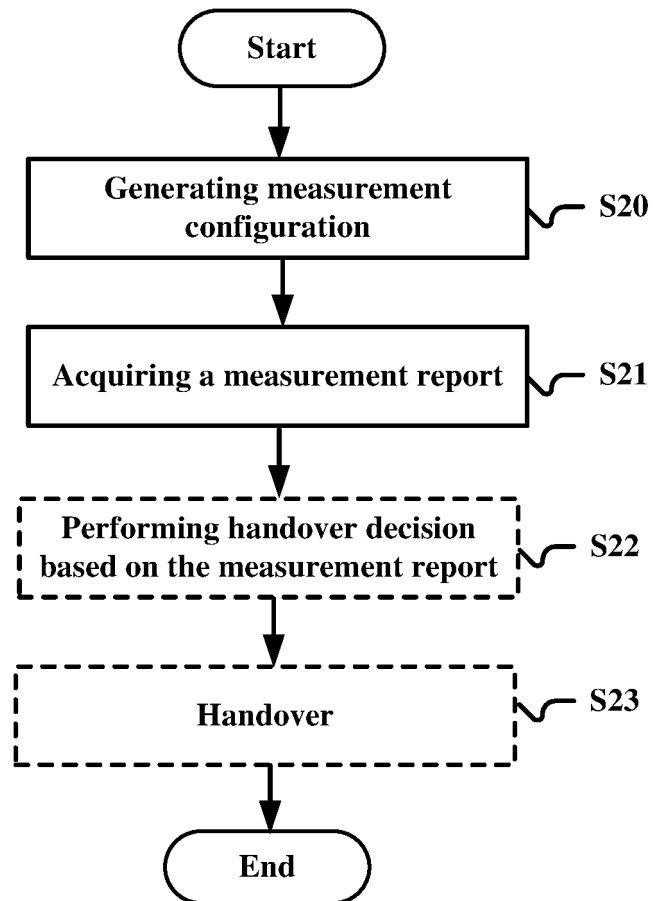 Start
Generating measurement
configuration
S20
Acquiring a measurement report
S21
Performing handover decision
based on the measurement report
S22
Handover
S23
End